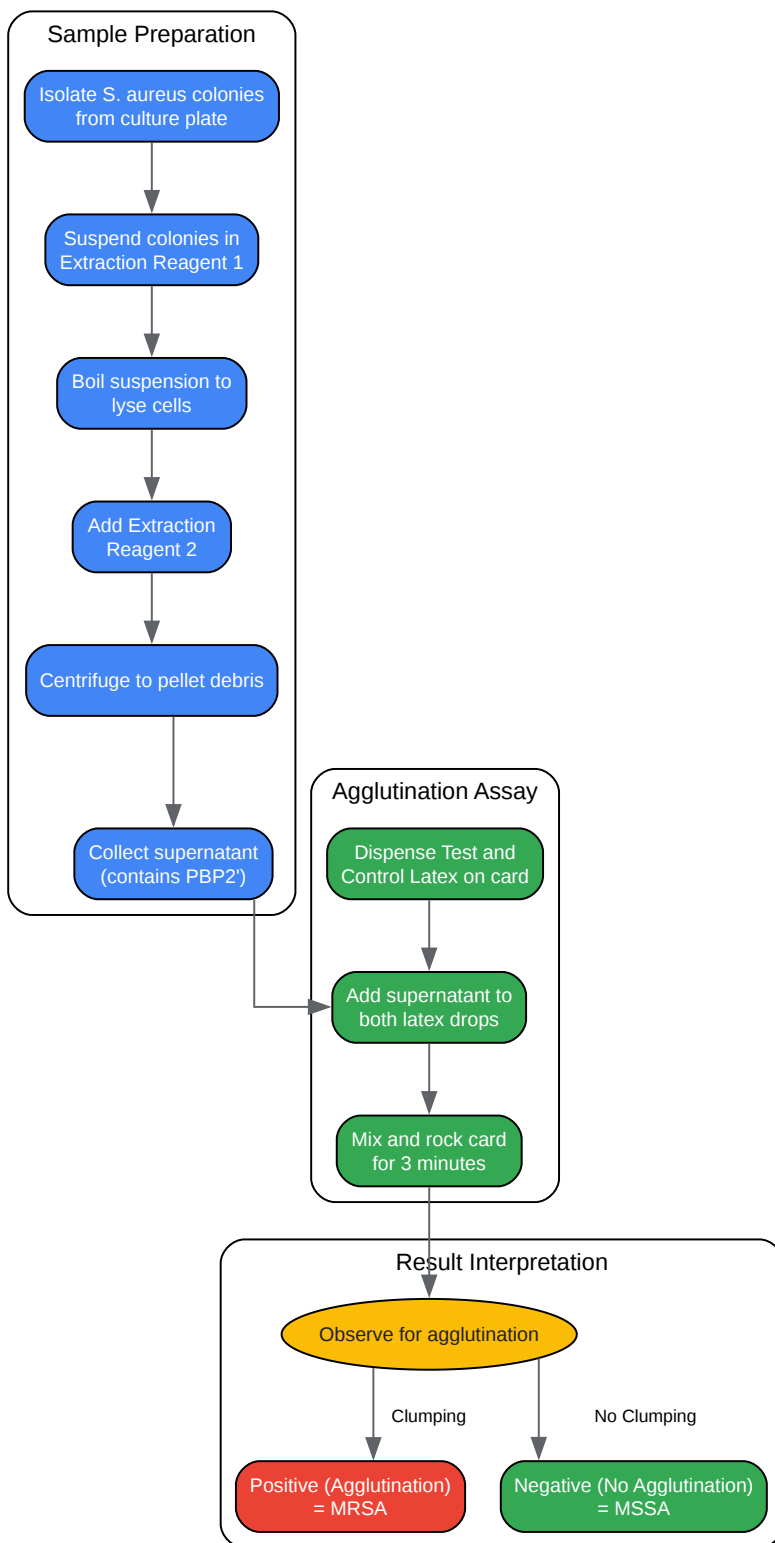 Sample Preparation
Isolate S. aureus colonies
from culture plate
Suspend colonies in
Extraction Reagent 1
Boil suspension to
lyse cells
Add Extraction
Reagent 2
Centrifuge to pellet debris
Collect supernatant
(contains PBP2')
Agglutination Assay
Dispense Test and
Control Latex on card
Add supernatant to
both latex drops
Mix and rock card
for 3 minutes
Result Interpretation
Observe for agglutination
Clumping
No Clumping
Positive (Agglutination)
= MRSA
Negative (No Agglutination)
= MSSA